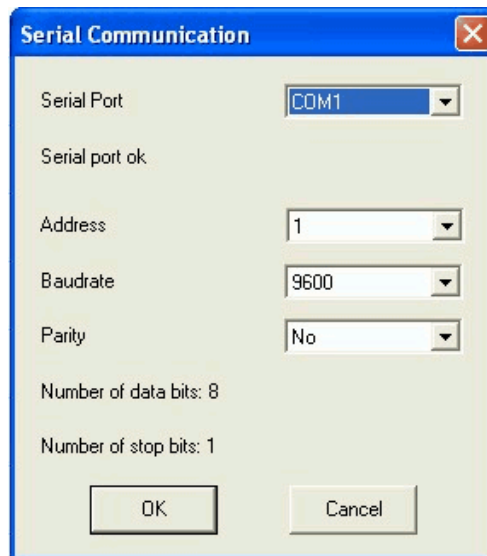 Serial Communication
Serial Port COM1
Serial port ok
Address 1
Baudrate 9600
Parity No
Number of data bits: 8
Number of stop bits: 1
OK Cancel